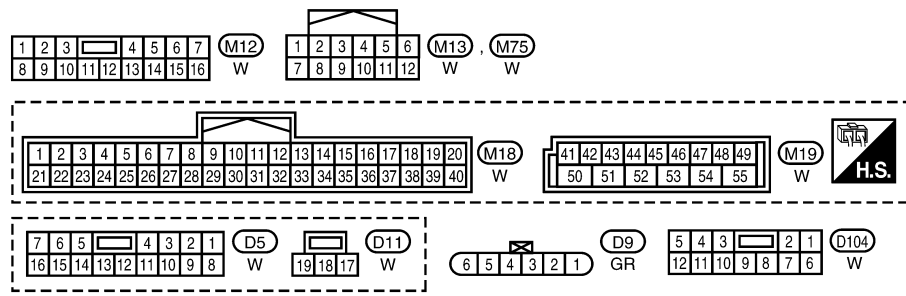 1 2 3 4 5 6 7 M12
8 9 10 11 12 13 14 15 16 W
1 2 3 4 5 6 M13 , M75
7 8 9 10 11 12 W W
1 2 3 4 5 6 7 8 9 10 11 12 13 14 15 16 17 18 19 20 M18
21 22 23 24 25 26 27 28 29 30 31 32 33 34 35 36 37 38 39 40 W
41 42 43 44 45 46 47 48 49 M19
50 51 52 53 54 55 W
H.S.
7 6 5 4 3 2 1 D5
16 15 14 13 12 11 10 9 8 W
D11
19 18 17 W
D9
6 5 4 3 2 1 GR
5 4 3 2 1 D104
12 11 10 9 8 7 6 W